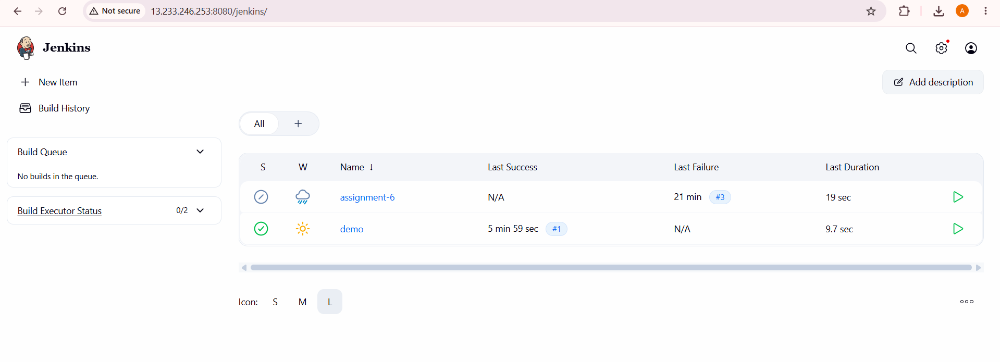 Not secure 13.233.246.253:8080/jenkins/ A
Jenkins
New Item
Add description
Build History
All
Build Queue
No builds in the queue.
Build Executor Status 0/2
S W Name ↓ Last Success Last Failure Last Duration
assignment-6 N/A 21 min #3 19 sec
demo 5 min 59 sec #1 N/A 9.7 sec
Icon: S M L